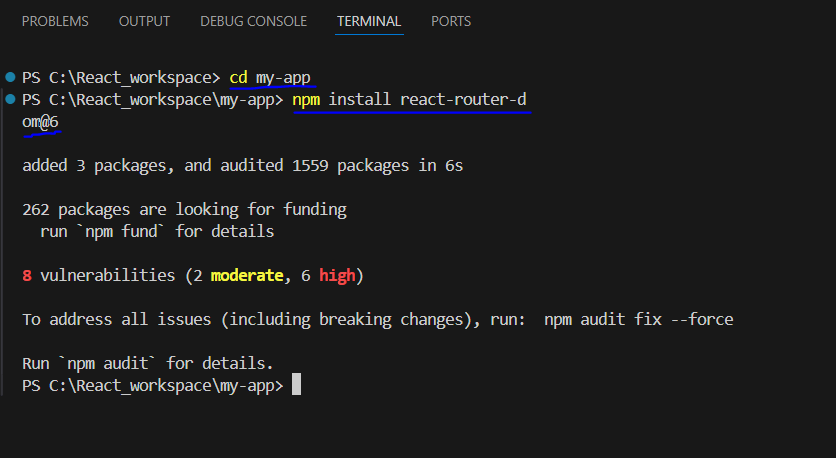 PROBLEMS OUTPUT DEBUG CONSOLE TERMINAL PORTS
PS C:\React_workspace> cd my-app
PS C:\React_workspace\my-app> npm install react-router-d
om@6
added 3 packages, and audited 1559 packages in 6s
262 packages are looking for funding
run `npm fund` for details
8 vulnerabilities (2 moderate, 6 high)
To address all issues (including breaking changes), run: npm audit fix --force
Run `npm audit` for details.
PS C:\React_workspace\my-app>